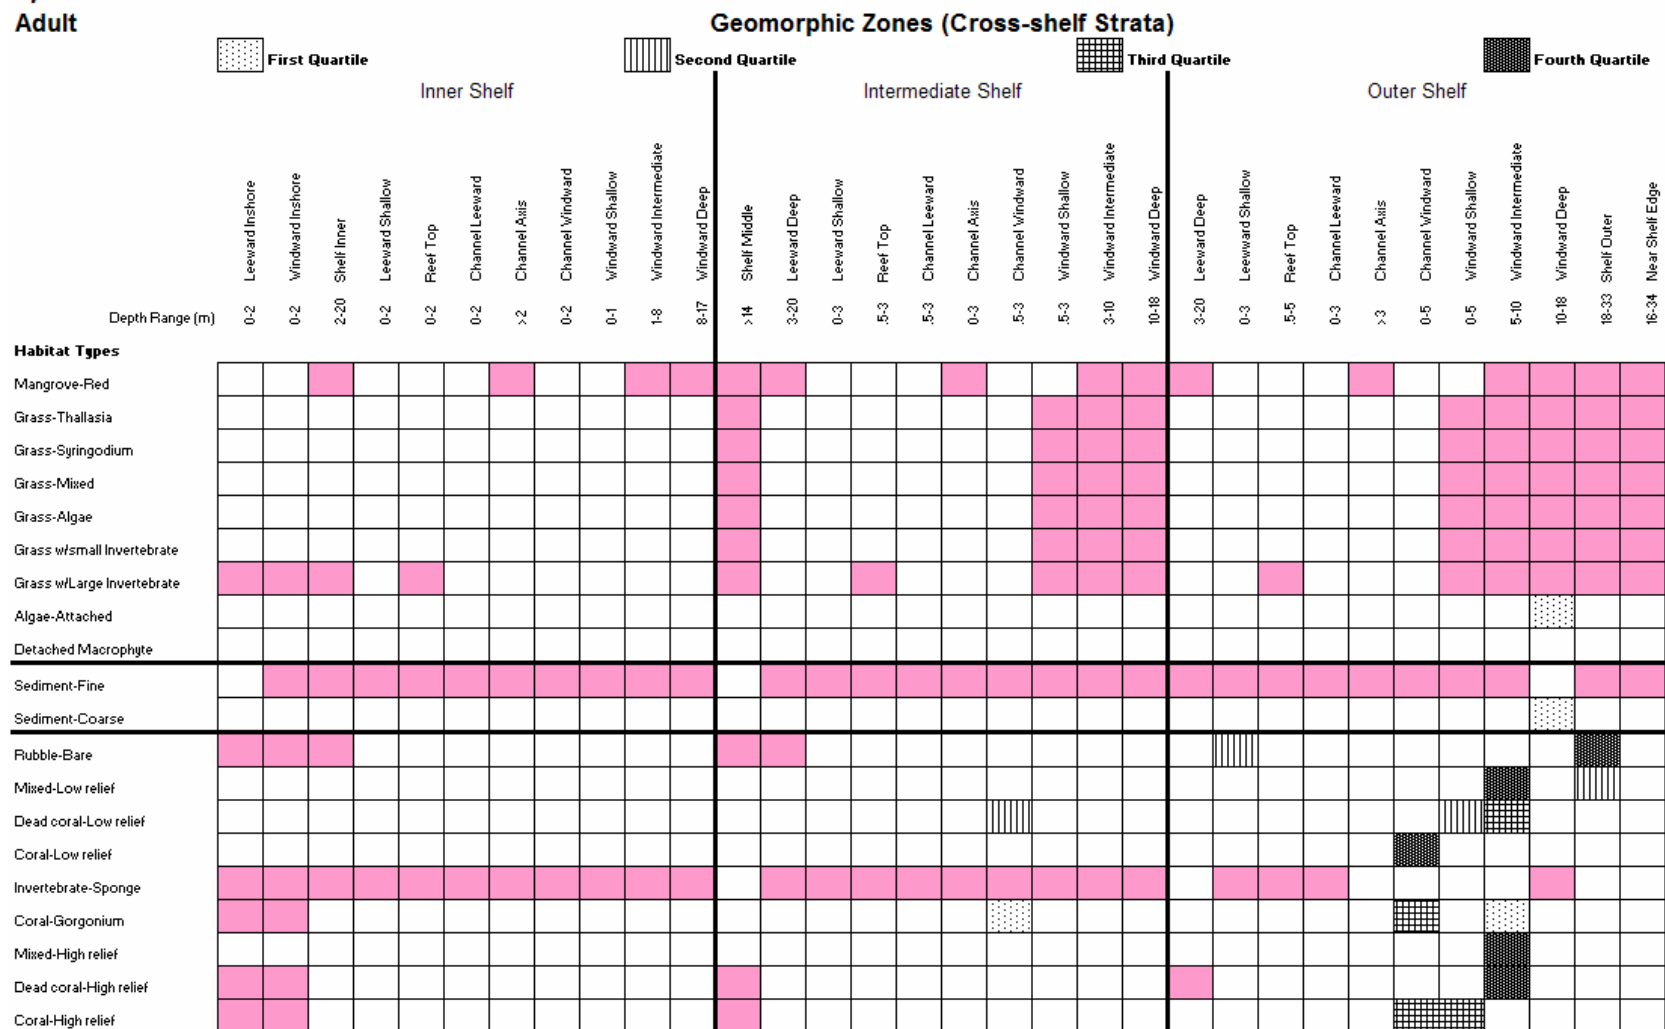 Adult
Geomorphic Zones (Cross-shelf Strata)
First Quartile
Second Quartile
Third Quartile
Fourth Quartile
Inner Shelf
Intermediate Shelf
Outer Shelf
Leeward Inshore
Windward Inshore
Shelf Inner
Leeward Shallow
Reef Top
Channel Leeward
Channel Axis
Channel Windward
Windward Shallow
Windward Intermediate
Windward Deep
Shelf Middle
Leeward Deep
Leeward Shallow
Reef Top
Channel Leeward
Channel Axis
Channel Windward
Windward Shallow
Windward Intermediate
Windward Deep
Leeward Deep
Leeward Shallow
Reef Top
Channel Leeward
Channel Axis
Channel Windward
Windward Shallow
Windward Intermediate
Windward Deep
Shelf Outer
Near Shelf Edge
Depth Range (m) 0-2 0-2 2-20 0-2 0-2 0-2 >2 0-2 0-1 1-8 8-17 >14 3-20 0-3 .5-3 .5-3 0-3 .5-3 .5-3 3-10 10-18 3-20 0-3 .5-5 0-3 >3 0-5 0-5 5-10 10-18 18-33 16-34
Habitat Types
Mangrove-Red
Grass-Thallasia
Grass-Syringodium
Grass-Mixed
Grass-Algae
Grass w/small Invertebrate
Grass w/Large Invertebrate
Algae-Attached
Detached Macrophyte
Sediment-Fine
Sediment-Coarse
Rubble-Bare
Mixed-Low relief
Dead coral-Low relief
Coral-Low relief
Invertebrate-Sponge
Coral-Gorgonium
Mixed-High relief
Dead coral-High relief
Coral-High relief